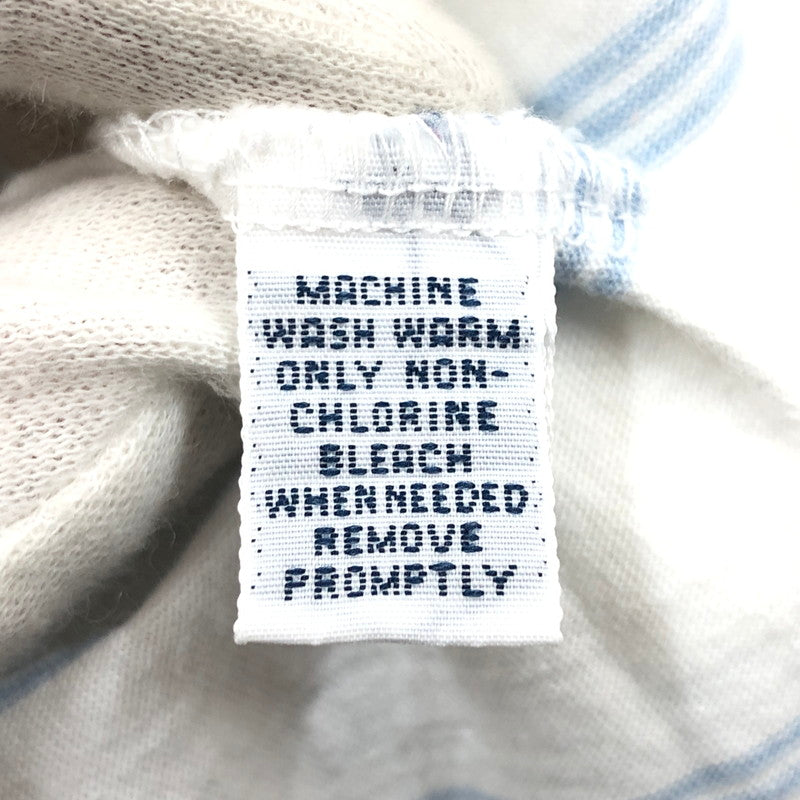 MACHINE
WASH WARM
ONLY NON-
CHLORINE
BLEACH
WHEN NEEDED
REMOVE
PROMPTLY